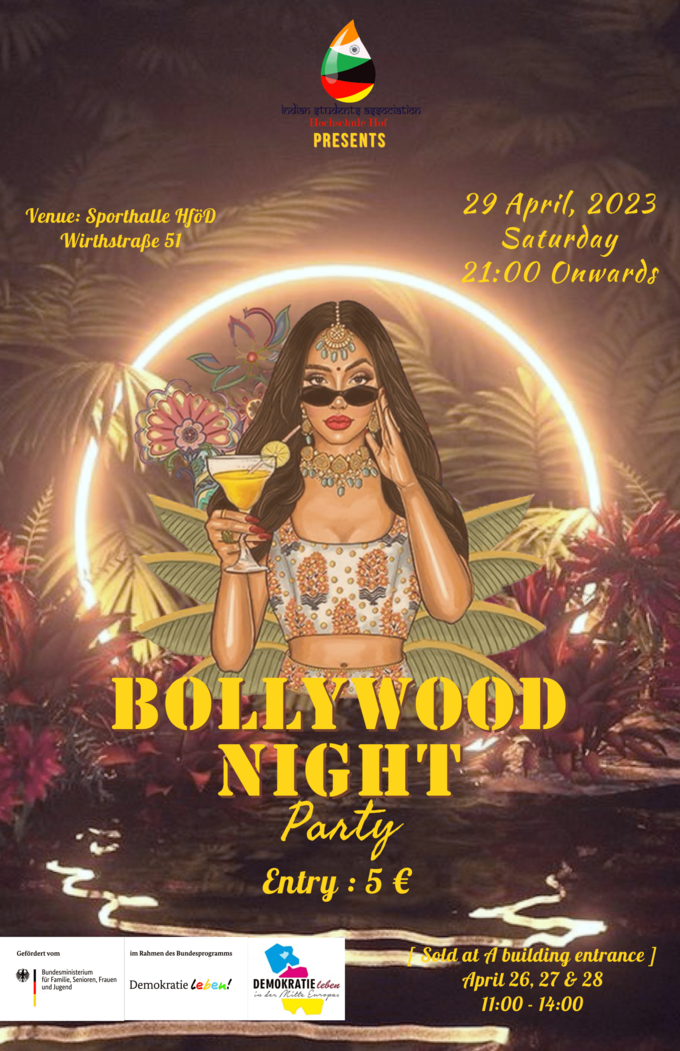 indian students association
Hochschule Hof
PRESENTS
Venue: Sporthalle HföD
Wirthstraße 51
29 April, 2023
Saturday
21:00 Onwards
BOLLYWOOD
NIGHT
Party
Entry : 5 €
Gefördert vom
Bundesministerium
für Familie, Senioren, Frauen
und Jugend
im Rahmen des Bundesprogramms
Demokratie leben!
DEMOKRATIE leben
in der Mitte Europas
[ Sold at A building entrance ]
April 26, 27 & 28
11:00 - 14:00